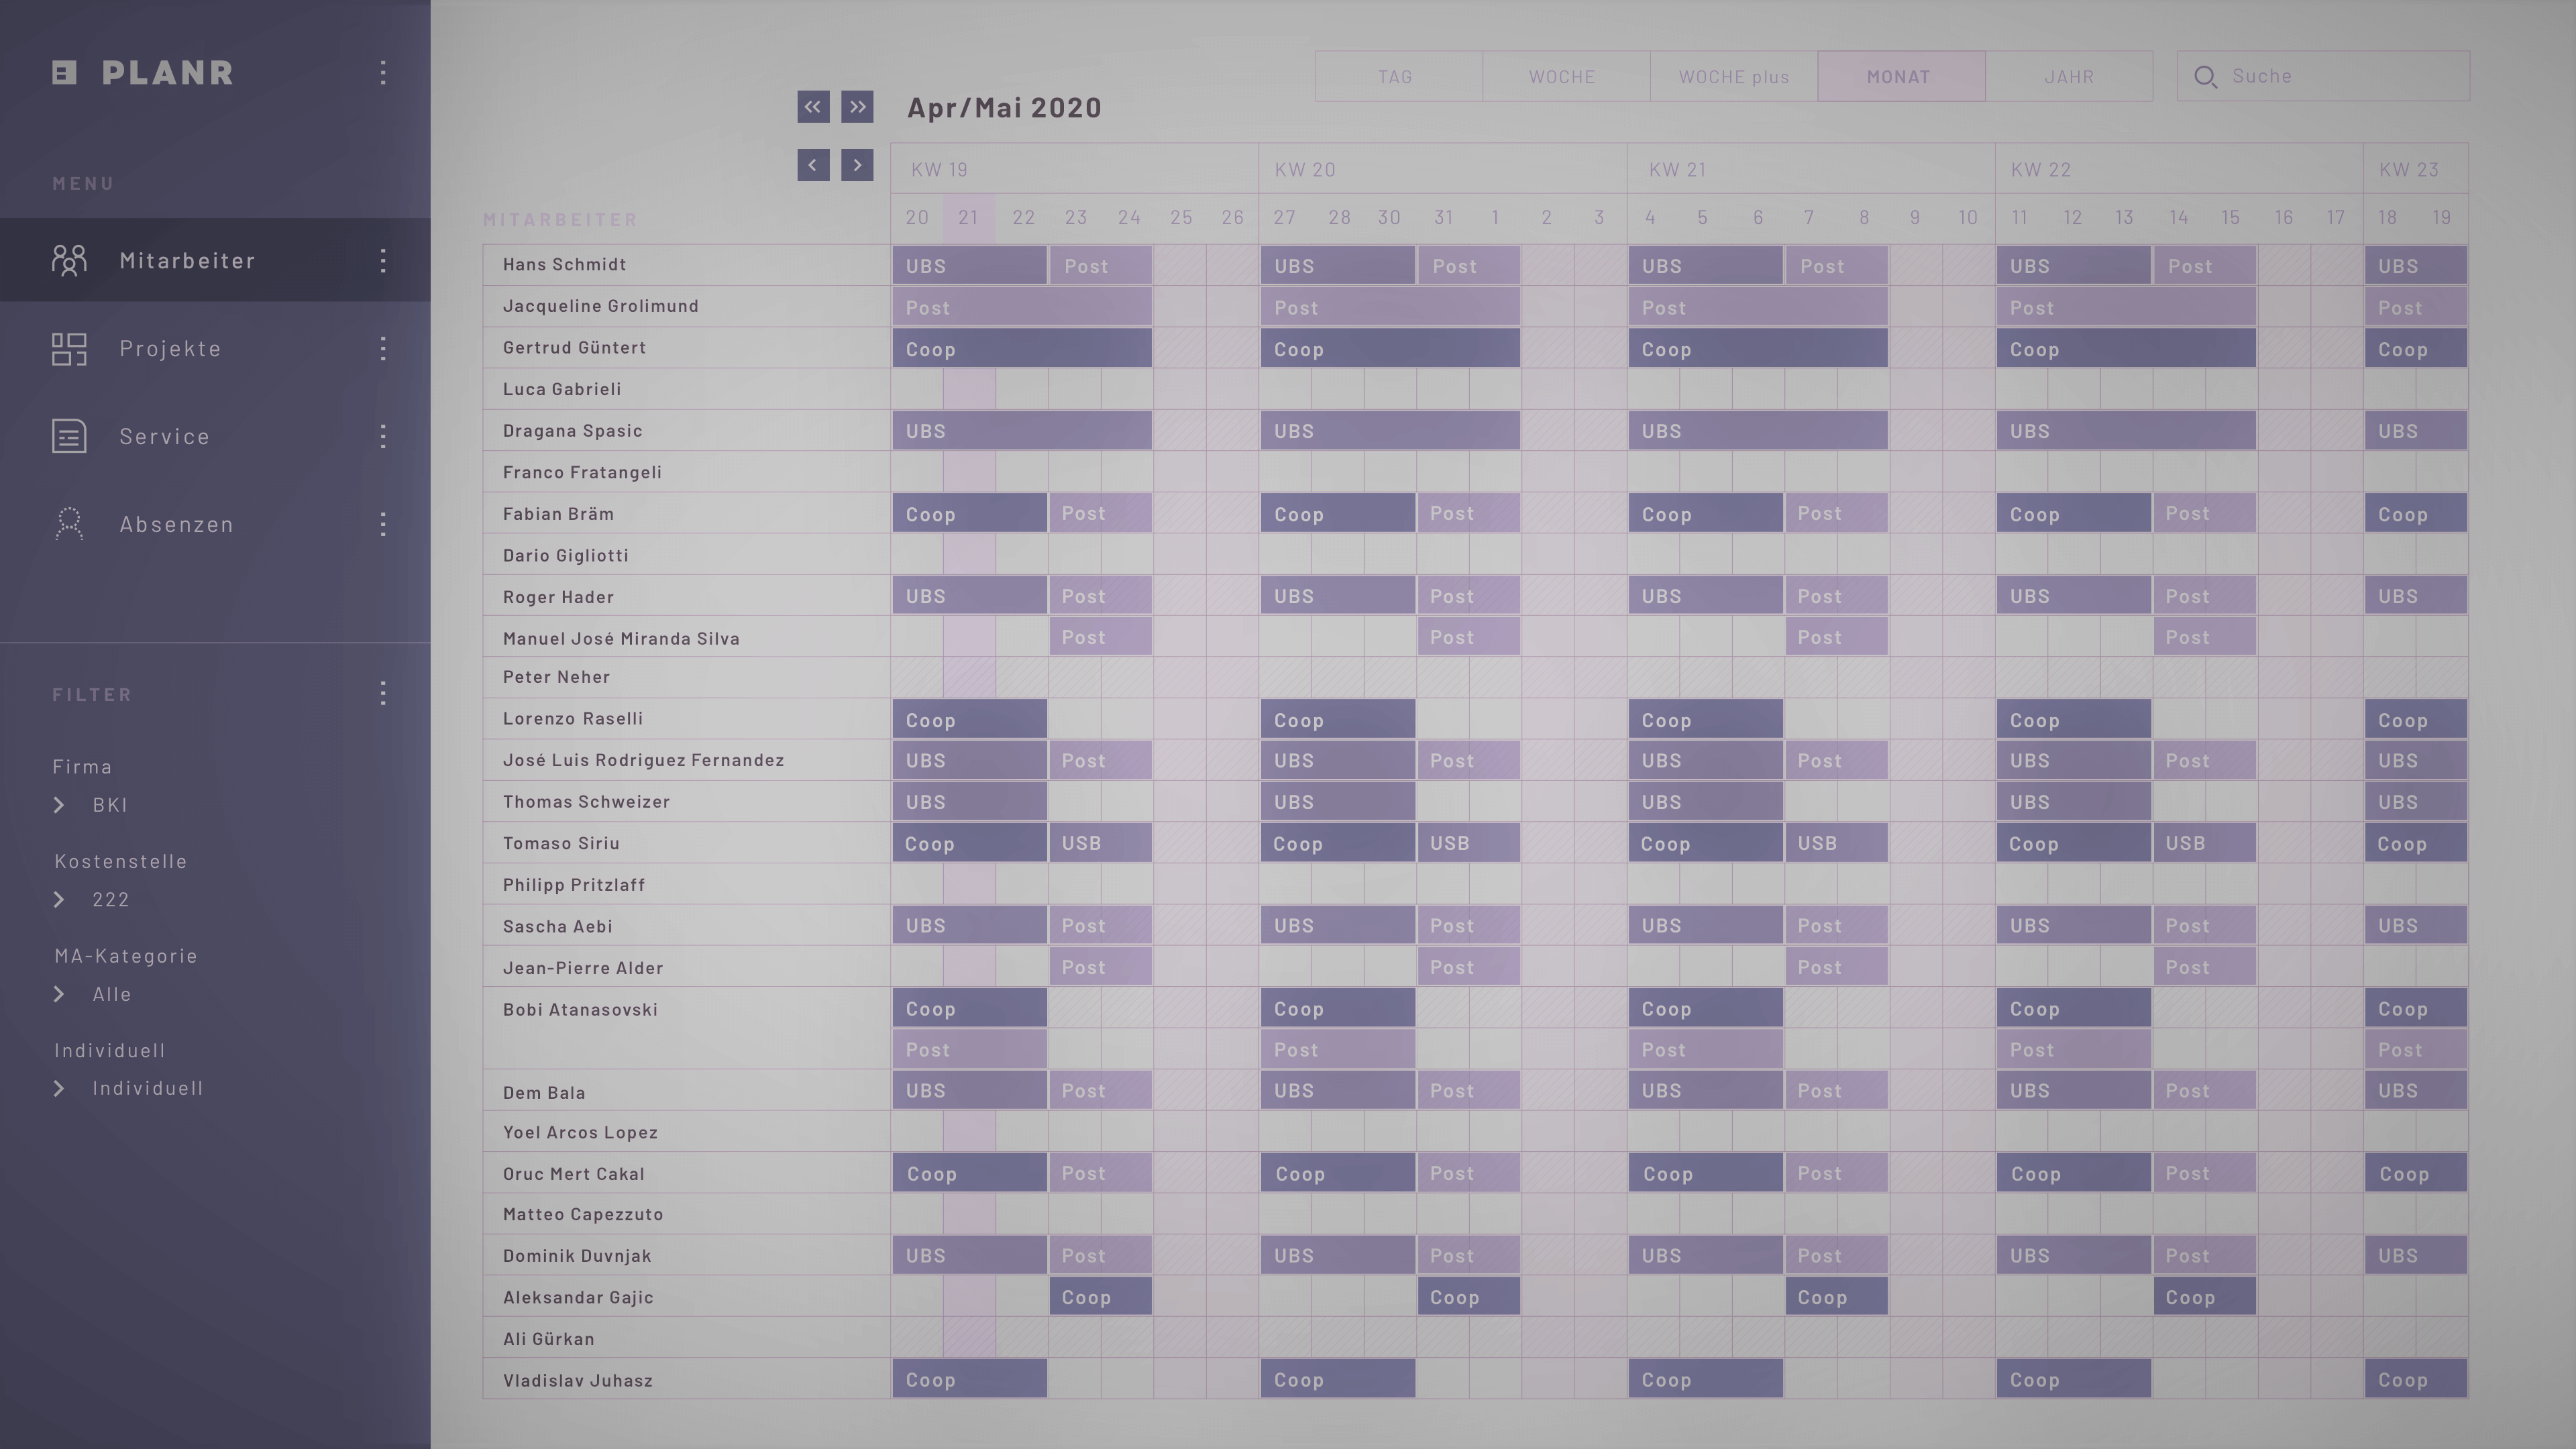 PLANR
MENU
Mitarbeiter
Projekte
Service
Absenzen
FILTER
Firma
BKI
Kostenstelle
222
MA-Kategorie
Alle
Individuell
Individuell
TAG WOCHE WOCHE plus MONAT JAHR Suche
Apr/Mai 2020
KW 19 KW 20 KW 21 KW 22 KW 23
MITARBEITER 20 21 22 23 24 25 26 27 28 30 31 1 2 3 4 5 6 7 8 9 10 11 12 13 14 15 16 17 18 19
Hans Schmidt UBS Post UBS Post UBS Post UBS Post UBS
Jacqueline Grolimund Post Post Post Post Post
Gertrud Güntert Coop Coop Coop Coop Coop
Luca Gabrieli
Dragana Spasic UBS UBS UBS UBS UBS
Franco Fratangeli
Fabian Bräm Coop Post Coop Post Coop Post Coop Post Coop
Dario Gigliotti
Roger Hader UBS Post UBS Post UBS Post UBS Post UBS
Manuel José Miranda Silva Post Post Post Post
Peter Neher
Lorenzo Raselli Coop Coop Coop Coop Coop
José Luis Rodriguez Fernandez UBS Post UBS Post UBS Post UBS Post UBS
Thomas Schweizer UBS UBS UBS UBS UBS
Tomaso Siriu Coop USB Coop USB Coop USB Coop USB Coop
Philipp Pritzlaff
Sascha Aebi UBS Post UBS Post UBS Post UBS Post UBS
Jean-Pierre Alder Post Post Post Post
Bobi Atanasovski Coop Coop Coop Coop Coop
Post Post Post Post Post
Dem Bala UBS Post UBS Post UBS Post UBS Post UBS
Yoel Arcos Lopez
Oruc Mert Cakal Coop Post Coop Post Coop Post Coop Post Coop
Matteo Capezzuto
Dominik Duvnjak UBS Post UBS Post UBS Post UBS Post UBS
Aleksandar Gajic Coop Coop Coop Coop
Ali Gürkan
Vladislav Juhasz Coop Coop Coop Coop Coop